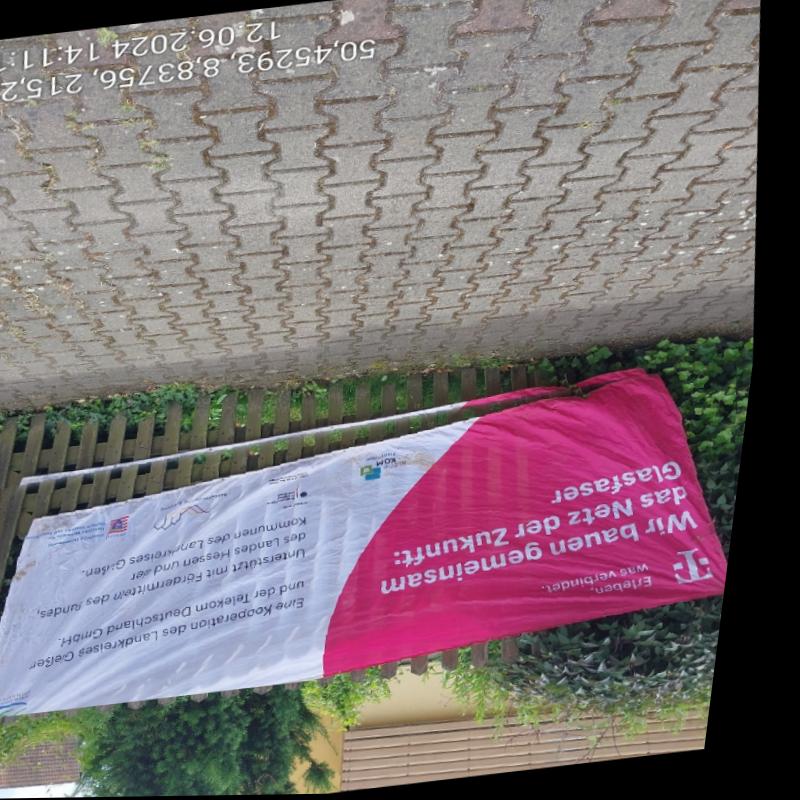 Erleben,
was verbindet.
Wir bauen gemeinsam
das Netz der Zukunft:
Glasfaser
Eine Kooperation des Landkreises Gießen
und der Telekom Deutschland GmbH.
Unterstützt mit Fördermitteln des Bundes,
des Landes Hessen und der
Kommunen des Landkreises Gießen.
KOM
50,45293, 8,83756, 215,2
12.06.2024 14:11: